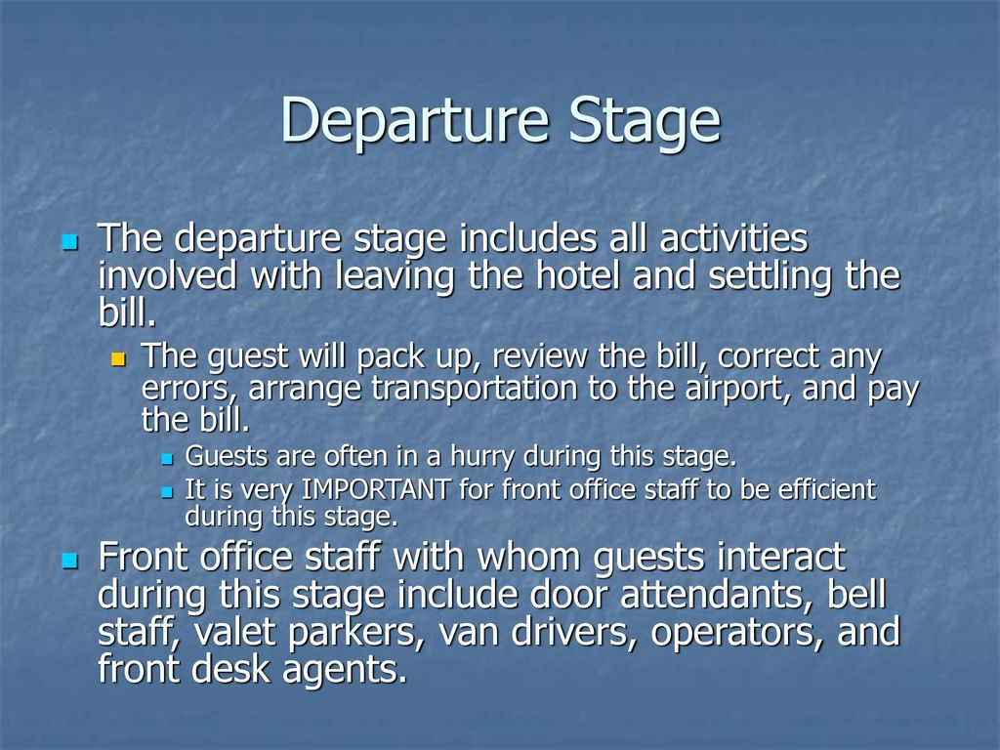 Departure Stage
The departure stage includes all activities
involved with leaving the hotel and settling the
bill.
The guest will pack up, review the bill, correct any
errors, arrange transportation to the airport, and pay
the bill.
Guests are often in a hurry during this stage.
It is very IMPORTANT for front office staff to be efficient
during this stage.
Front office staff with whom guests interact
during this stage include door attendants, bell
staff, valet parkers, van drivers, operators, and
front desk agents.